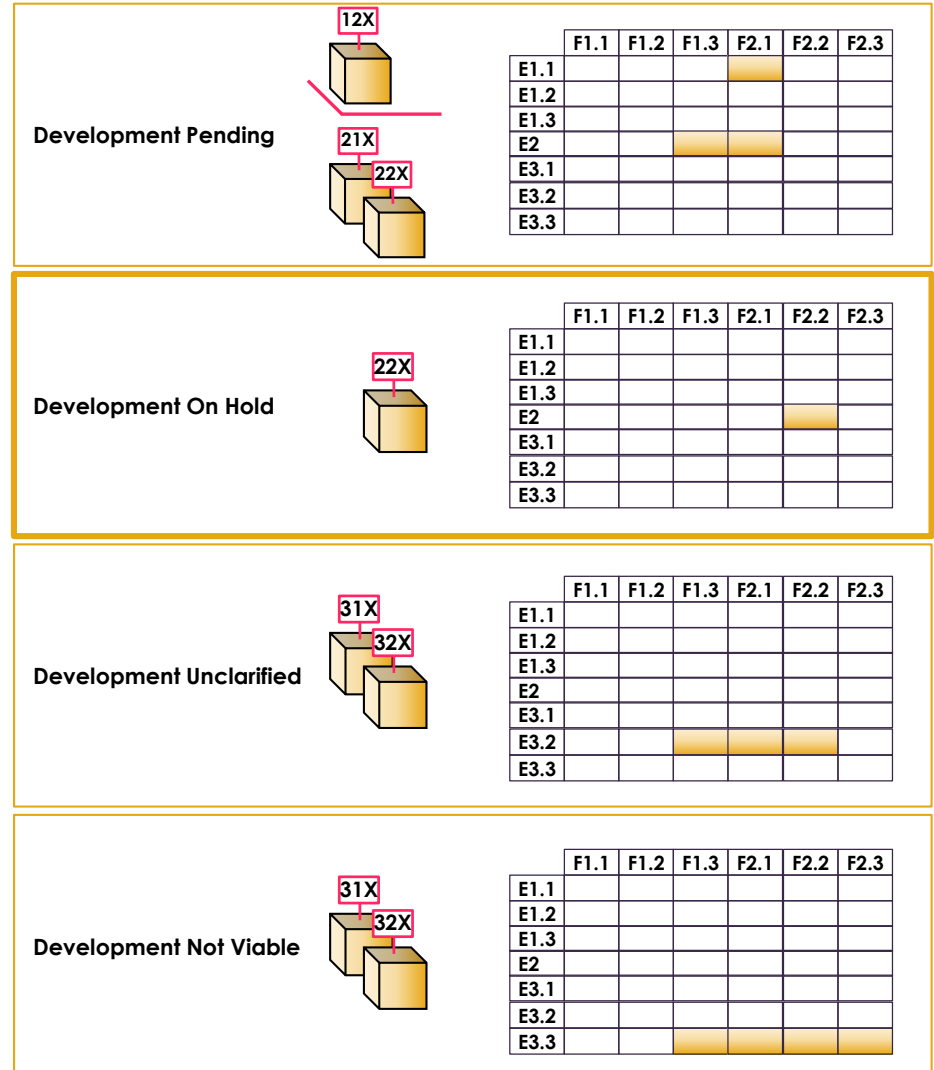 12X
F1.1 F1.2 F1.3 F2.1 F2.2 F2.3
E1.1
E1.2
E1.3
Development Pending
21X
E2
22X
E3.1
E3.2
E3.3
F1.1 F1.2 F1.3 F2.1 F2.2 F2.3
E1.1
22X
E1.2
E1.3
Development On Hold
E2
E3.1
E3.2
E3.3
F1.1 F1.2 F1.3 F2.1 F2.2 F2.3
31X
E1.1
32X
E1.2
E1.3
Development Unclarified
E2
E3.1
E3.2
E3.3
F1.1 F1.2 F1.3 F2.1 F2.2 F2.3
31X
E1.1
32X
E1.2
E1.3
Development Not Viable
E2
E3.1
E3.2
E3.3